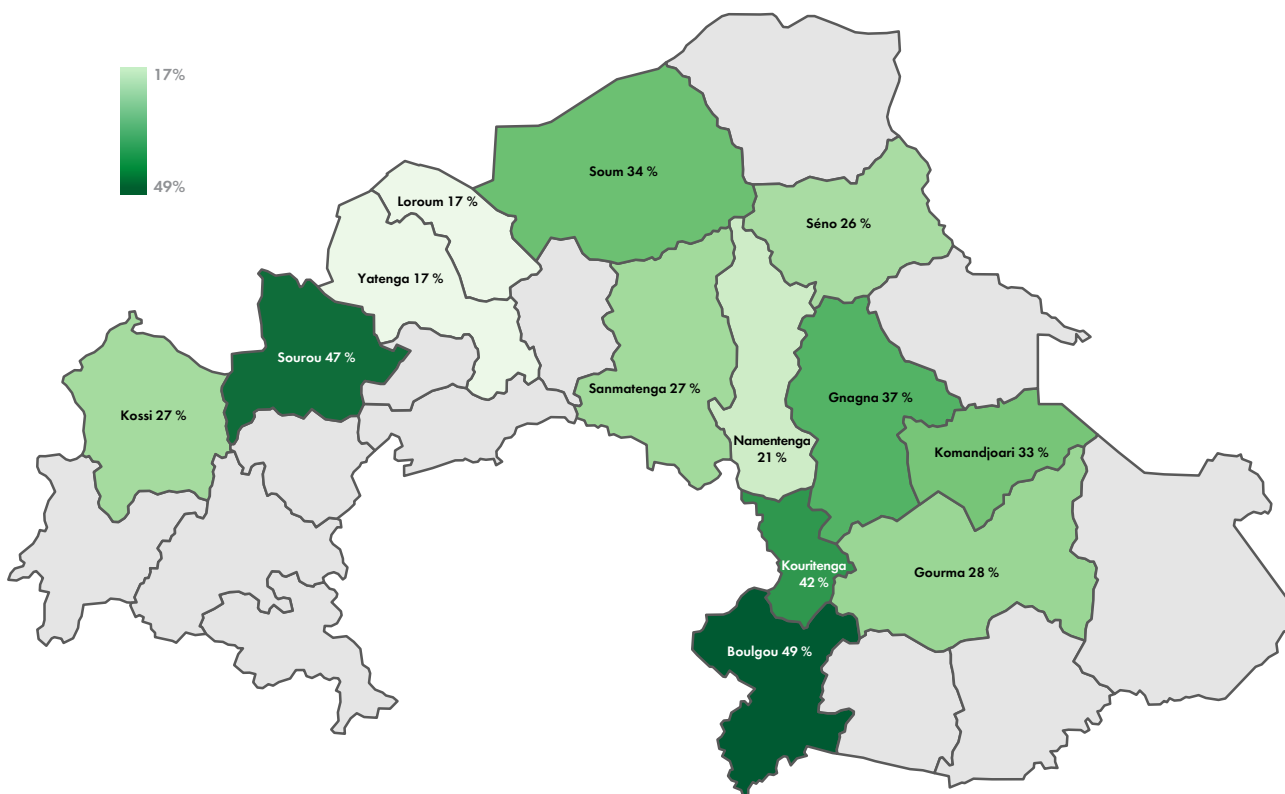 17%
49%
Soum 34 %
Loroum 17 %
Séno 26 %
Yatenga 17 %
Sourou 47 %
Sanmatenga 27 %
Gnagna 37 %
Kossi 27 %
Namentenga
21 %
Komandjoari 33 %
Kouritenga
42 %
Gourma 28 %
Boulgou 49 %